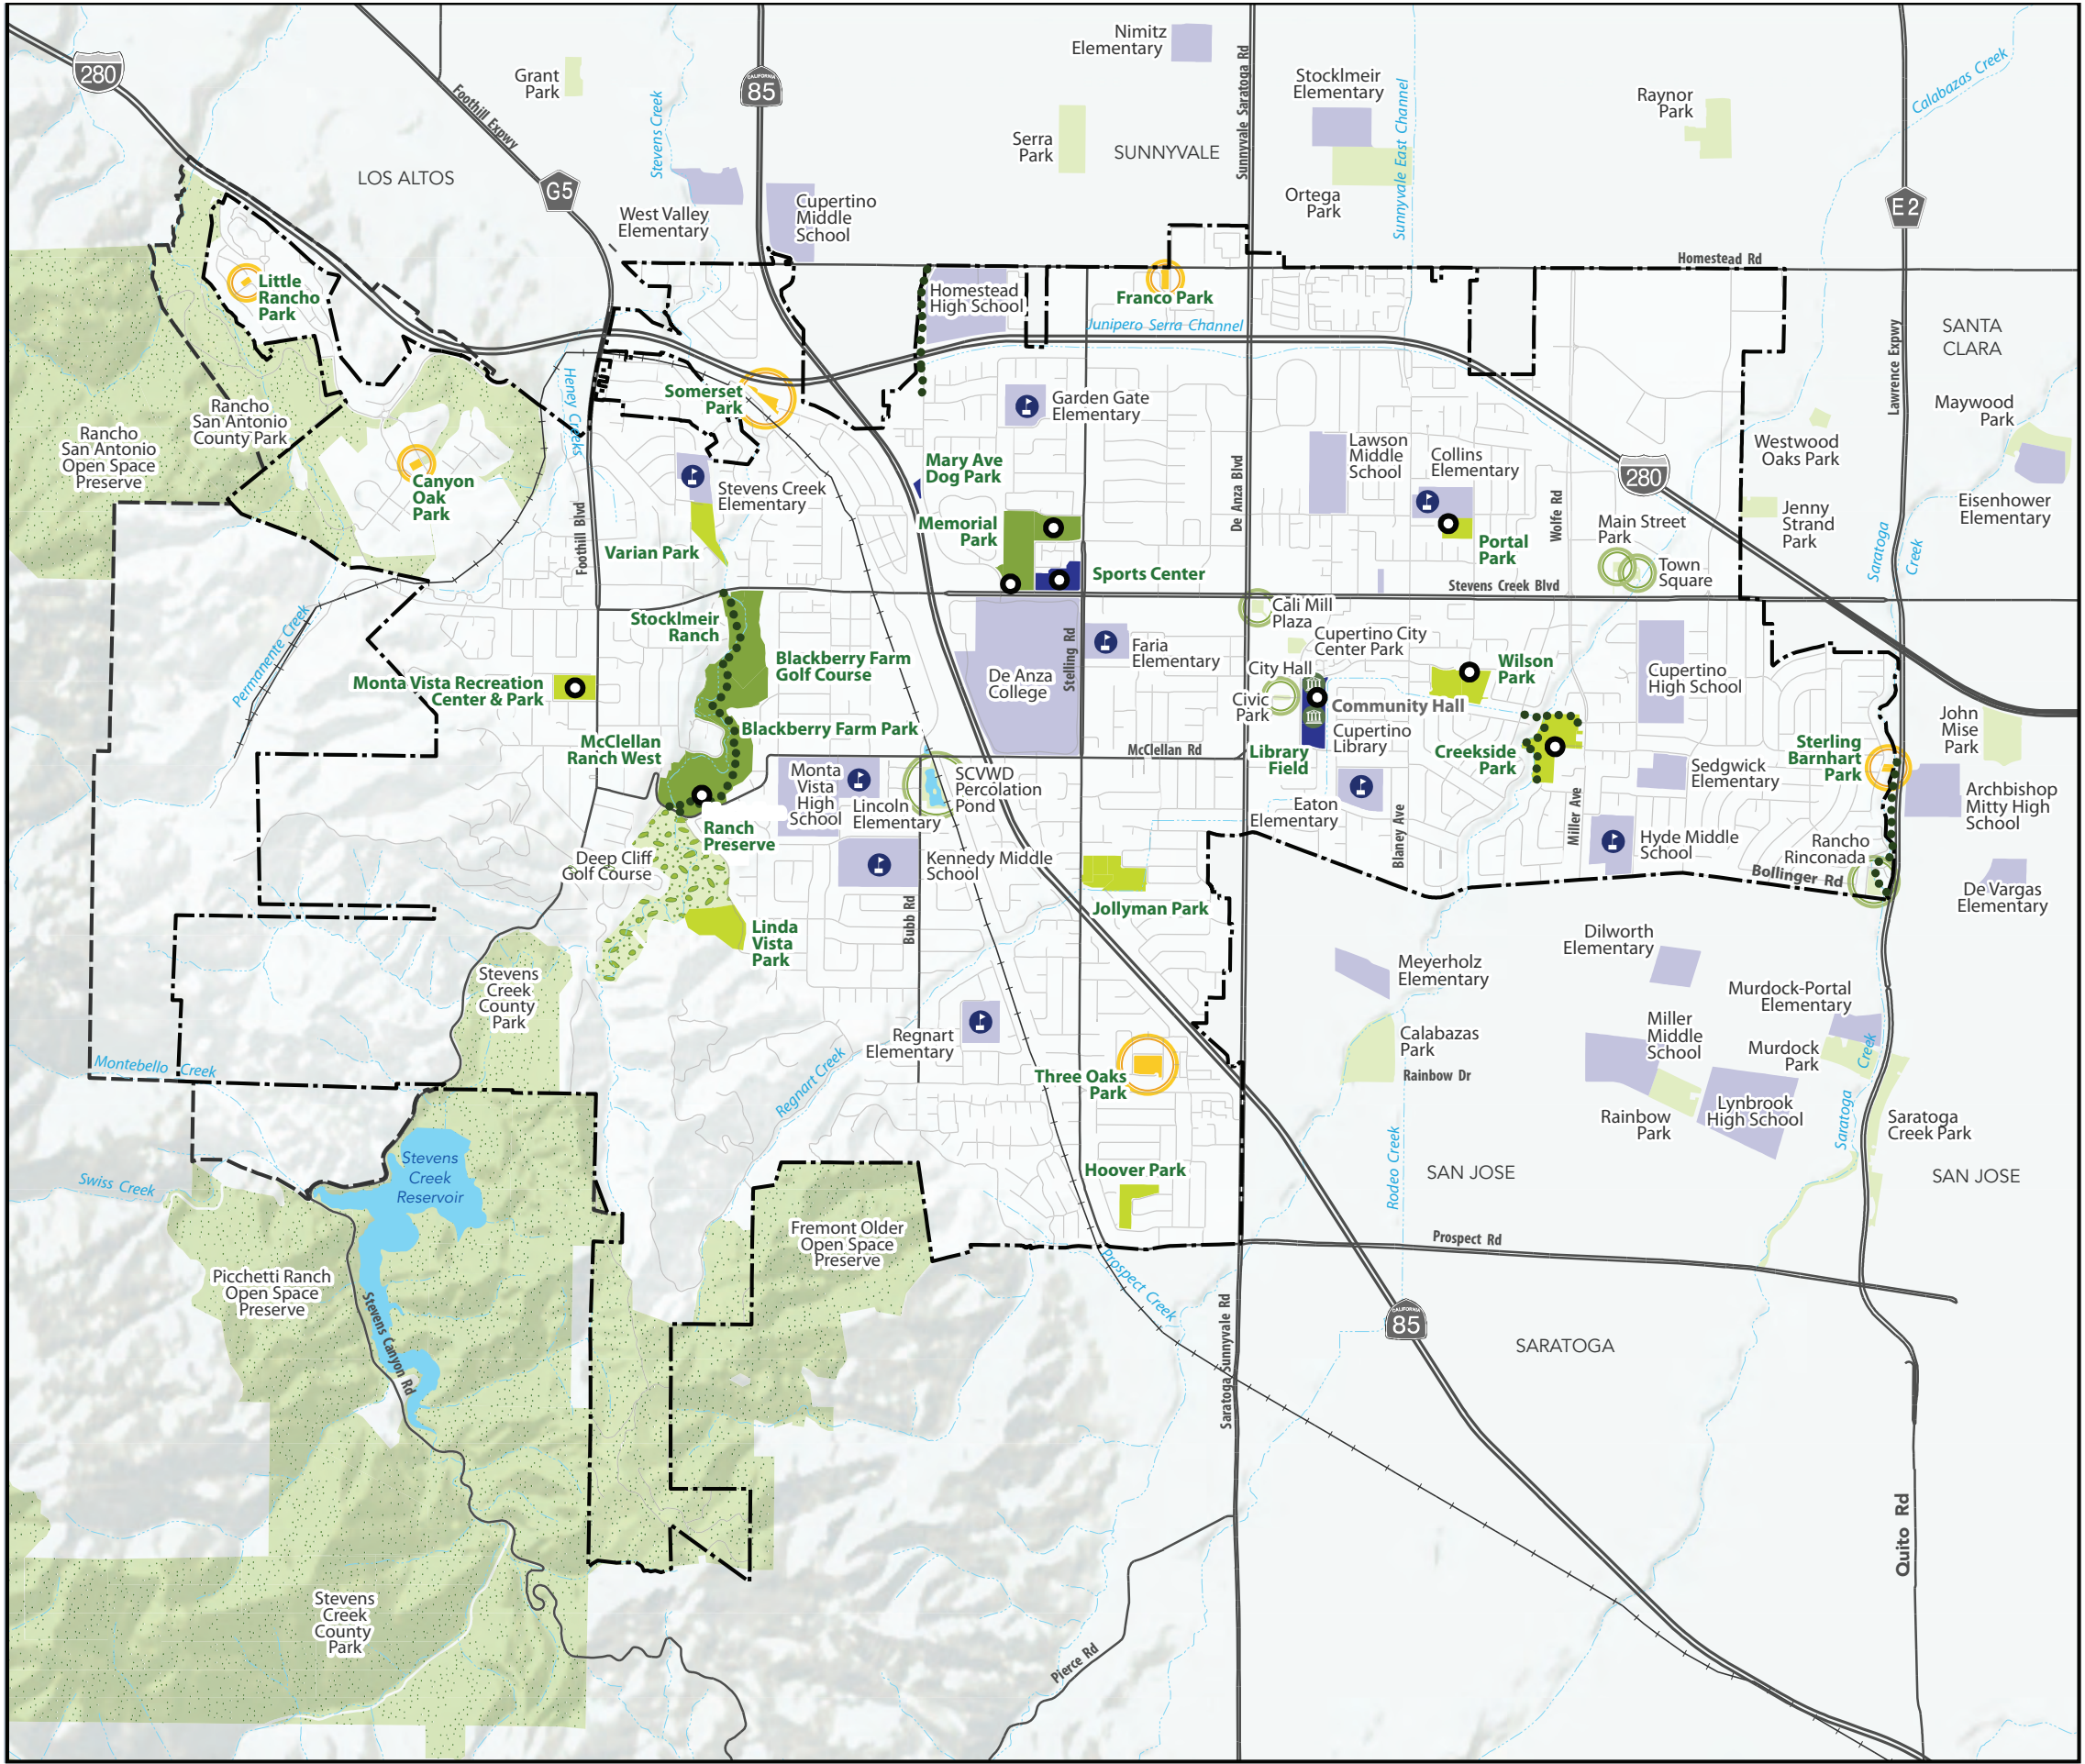 Nimitz
Elementary
280
Grant
Park
85
CALIFORNIA
Foothill Expwy
Stevens Creek
Sunnyvale Saratoga Rd
Stocklmeir
Elementary
Sunnyvale East Channel
Raynor
Park
Calabazas Creek
Serra
Park
SUNNYVALE
LOS ALTOS
G5
West Valley
Elementary
Cupertino
Middle
School
Ortega
Park
E2
Homestead Rd
Little
Rancho
Park
Homestead
High School
Franco Park
Junipero Serra Channel
SANTA
CLARA
Lawrence Expwy
Heney Creeks
Somerset
Park
Garden Gate
Elementary
Rancho
San Antonio
County Park
Rancho
San Antonio
Open Space
Preserve
Maywood
Park
Westwood
Oaks Park
Lawson
Middle
School
Collins
Elementary
Mary Ave
Dog Park
De Anza Blvd
280
Canyon
Oak
Park
Stevens Creek
Elementary
Eisenhower
Elementary
Foothill Blvd
Wolfe Rd
Memorial
Park
Main Street
Park
Jenny
Strand
Park
Varian Park
Portal
Park
Saratoga
Creek
Sports Center
Stevens Creek Blvd
Town
Square
Permanente Creek
Stocklmeir
Ranch
Cali Mill
Plaza
Cupertino City
Center Park
Stelling Rd
Faria
Elementary
Blackberry Farm
Golf Course
De Anza
College
City Hall
Wilson
Park
Cupertino
High School
Monta Vista Recreation
Center & Park
Civic
Park
Community Hall
Blackberry Farm Park
McClellan
Ranch West
McClellan Rd
Library
Field
Cupertino
Library
Creekside
Park
John
Mise
Park
Sterling
Barnhart
Park
Monta
Vista
High
School
Lincoln
Elementary
SCVWD
Percolation
Pond
Sedgwick
Elementary
Archbishop
Mitty High
School
Eaton
Elementary
Blaney Ave
Miller Ave
Ranch
Preserve
Hyde Middle
School
Rancho
Rinconada
Deep Cliff
Golf Course
Kennedy Middle
School
Bollinger Rd
De Vargas
Elementary
Jollyman Park
Bubb Rd
Linda
Vista
Park
Dilworth
Elementary
Stevens
Creek
County
Park
Meyerholz
Elementary
Murdock-Portal
Elementary
Regnart
Elementary
Calabazas
Park
Miller
Middle
School
Murdock
Park
Creek
Montebello Creek
Regnart Creek
Three Oaks
Park
Rainbow Dr
Rainbow
Park
Lynbrook
High School
Saratoga
Saratoga
Creek Park
Stevens
Creek
Reservoir
Rodeo Creek
Swiss Creek
Hoover Park
SAN JOSE
SAN JOSE
Fremont Older
Open Space
Preserve
Prospect Rd
Prospect Creek
Picchetti Ranch
Open Space
Preserve
Stevens Canyon Rd
Saratoga Sunnyvale Rd
CALIFORNIA
85
SARATOGA
Quito Rd
Stevens
Creek
County
Park
Pierce Rd